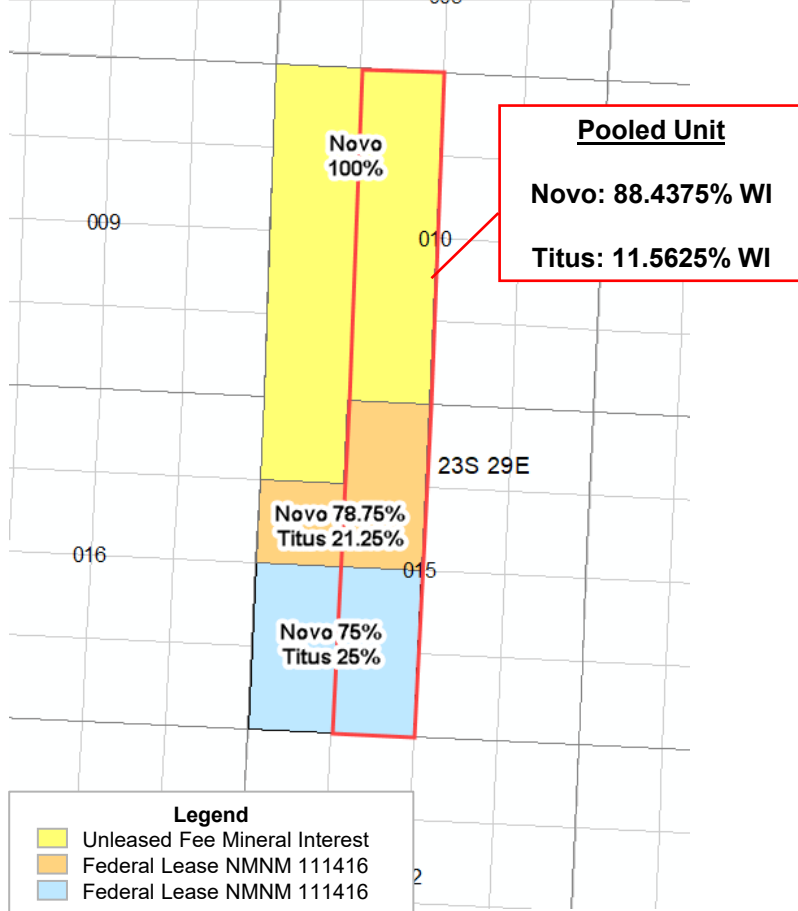 Novo
100%
Pooled Unit
Novo: 88.4375% WI
Titus: 11.5625% WI
009
010
23S 29E
Novo 78.75%
Titus 21.25%
016
015
Novo 75%
Titus 25%
Legend
Unleased Fee Mineral Interest
Federal Lease NMNM 111416
Federal Lease NMNM 111416
2